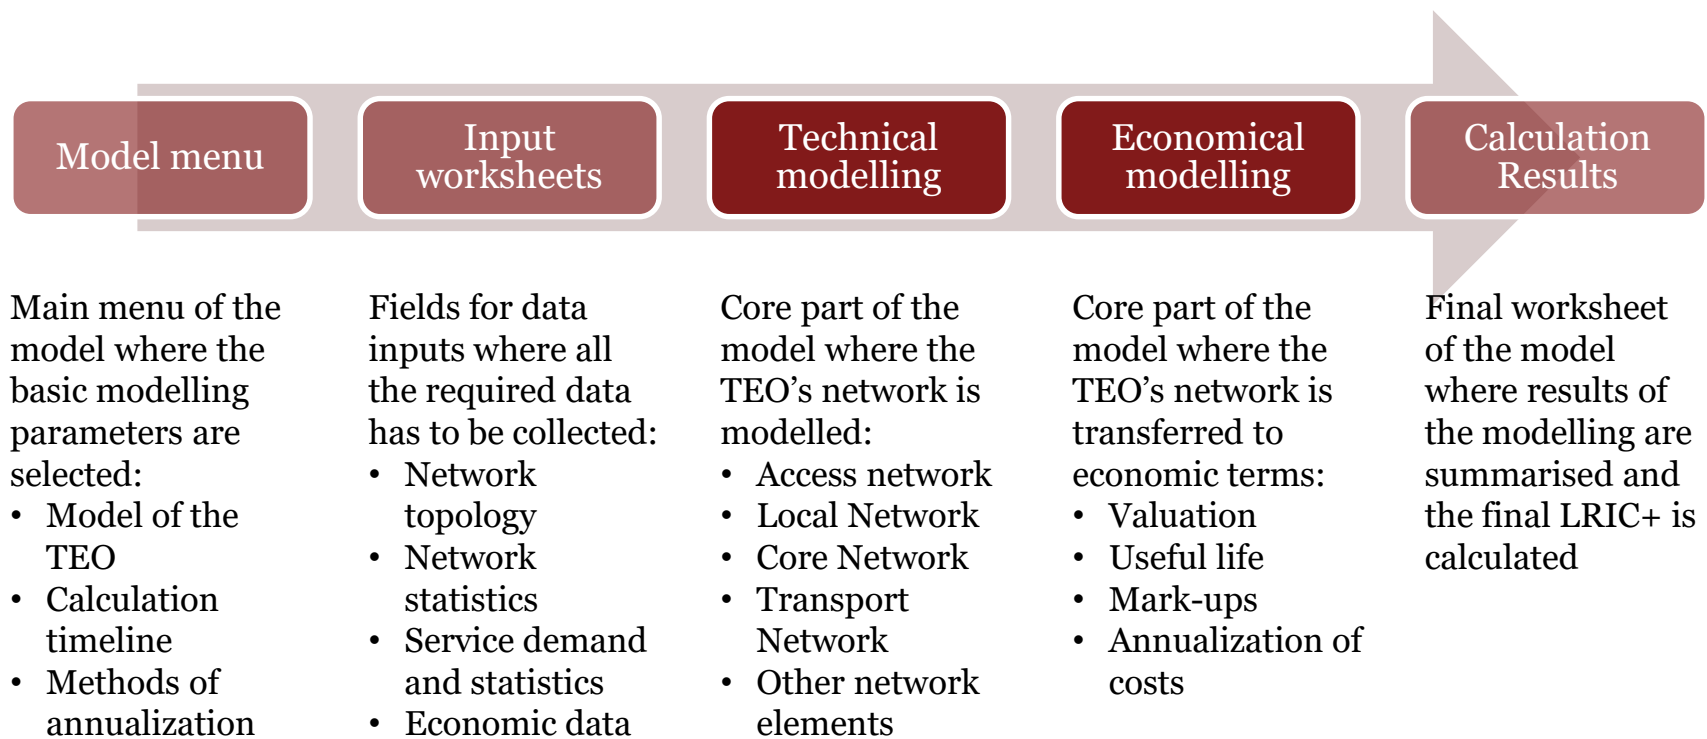 Model menu
Input
worksheets
Technical
modelling
Economical
modelling
Calculation
Results
Main menu of the
model where the
basic modelling
parameters are
selected:
• Model of the
TEO
• Calculation
timeline
• Methods of
annualization
Fields for data
inputs where all
the required data
has to be collected:
• Network
topology
• Network
statistics
• Service demand
and statistics
• Economic data
Core part of the
model where the
TEO’s network is
modelled:
• Access network
• Local Network
• Core Network
• Transport
Network
• Other network
elements
Core part of the
model where the
TEO’s network is
transferred to
economic terms:
• Valuation
• Useful life
• Mark-ups
• Annualization of
costs
Final worksheet
of the model
where results of
the modelling are
summarised and
the final LRIC+ is
calculated